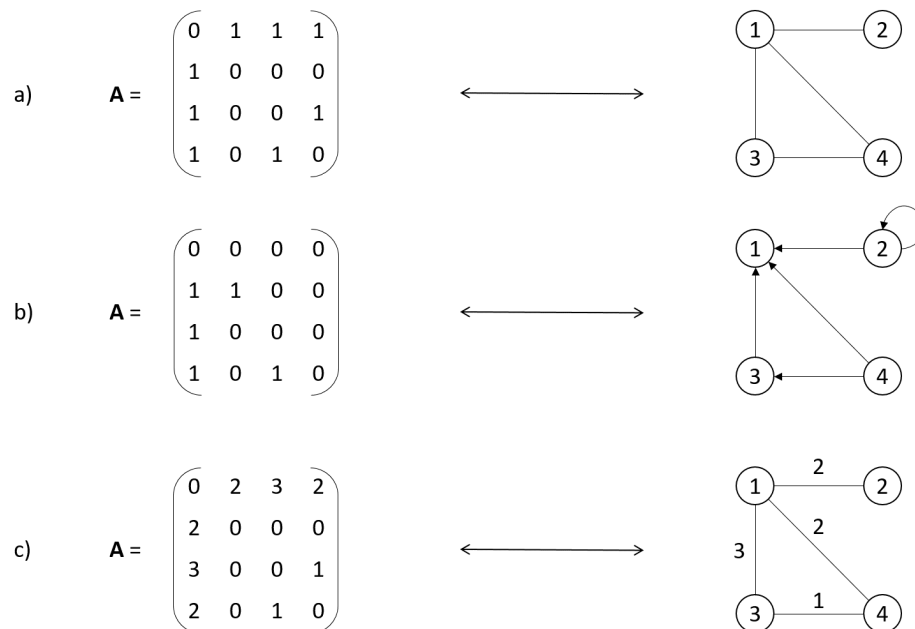 0 1 1 1
1 2
1 0 0 0
a) A =
1 0 0 1
1 0 1 0
3 4
0 0 0 0
1 2
1 1 0 0
b) A =
1 0 0 0
1 0 1 0
3 4
0 2 3 2
1 2 2
2 0 0 0
2
c) A =
3
3 0 0 1
1
2 0 1 0
3 4